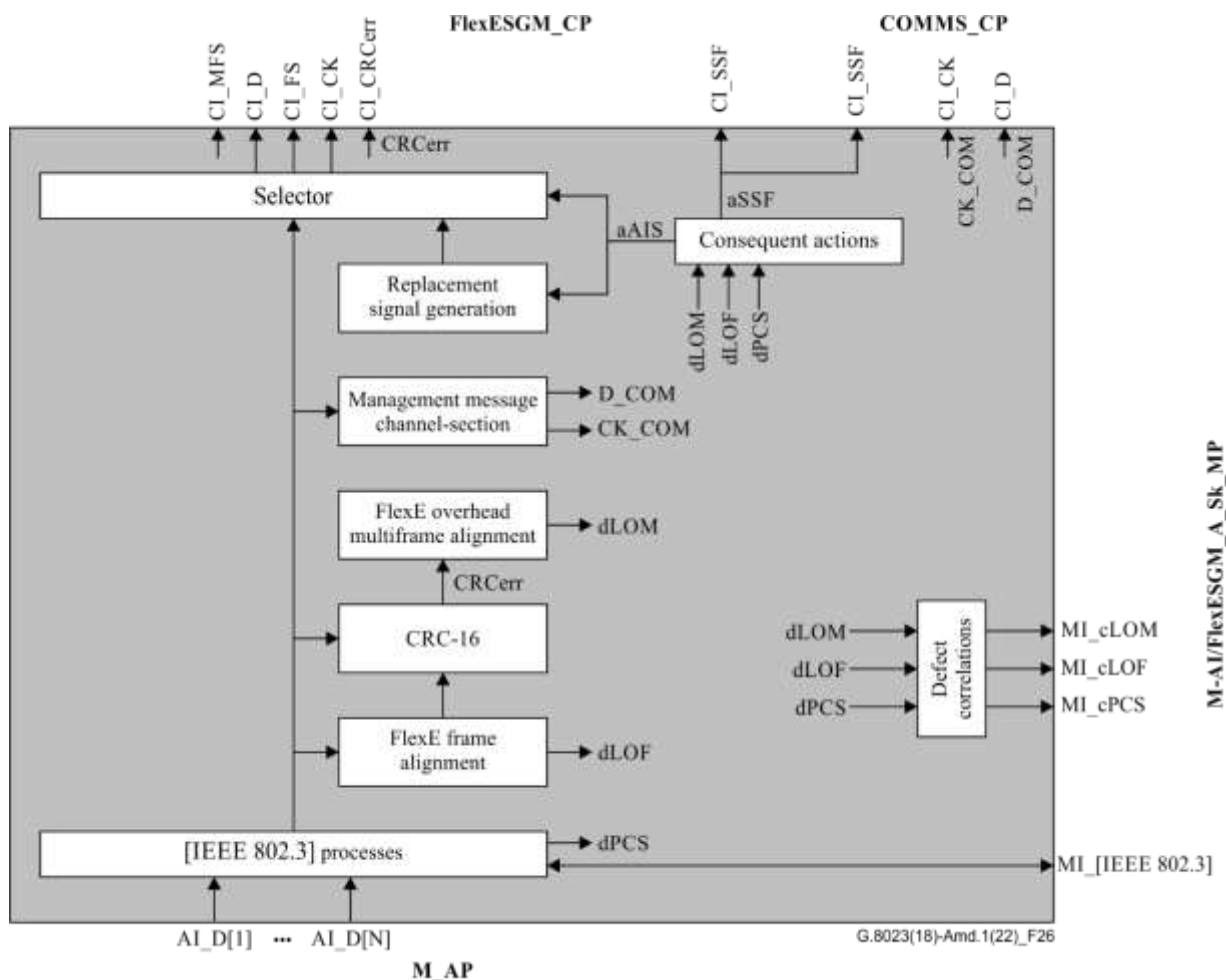 FlexESGM_CP
COMMS_CP
CI_MFS
CI_D
CI_FS
CI_CK
CI_CRCerr
CI_SSF
CI_SSF
CI_CK
CI_D
CRCerr
CK_COM
D_COM
Selector
aSSF
aAIS
Consequent actions
Replacement
signal generation
dLOM
dLOF
dPCS
Management message
channel-section
D_COM
CK_COM
FlexE overhead
multiframe alignment
dLOM
CRCerr
CRC-16
FlexE frame
alignment
dLOF
dLOM
dLOF
dPCS
Defect
correlations
MI_cLOM
MI_cLOF
MI_cPCS
M-AI/FlexESGM_A_Sk_MP
[IEEE 802.3] processes
dPCS
MI_[IEEE 802.3]
AI_D[1] ... AI_D[N]
G.8023(18)-Amd.1(22)_F26
M_AP